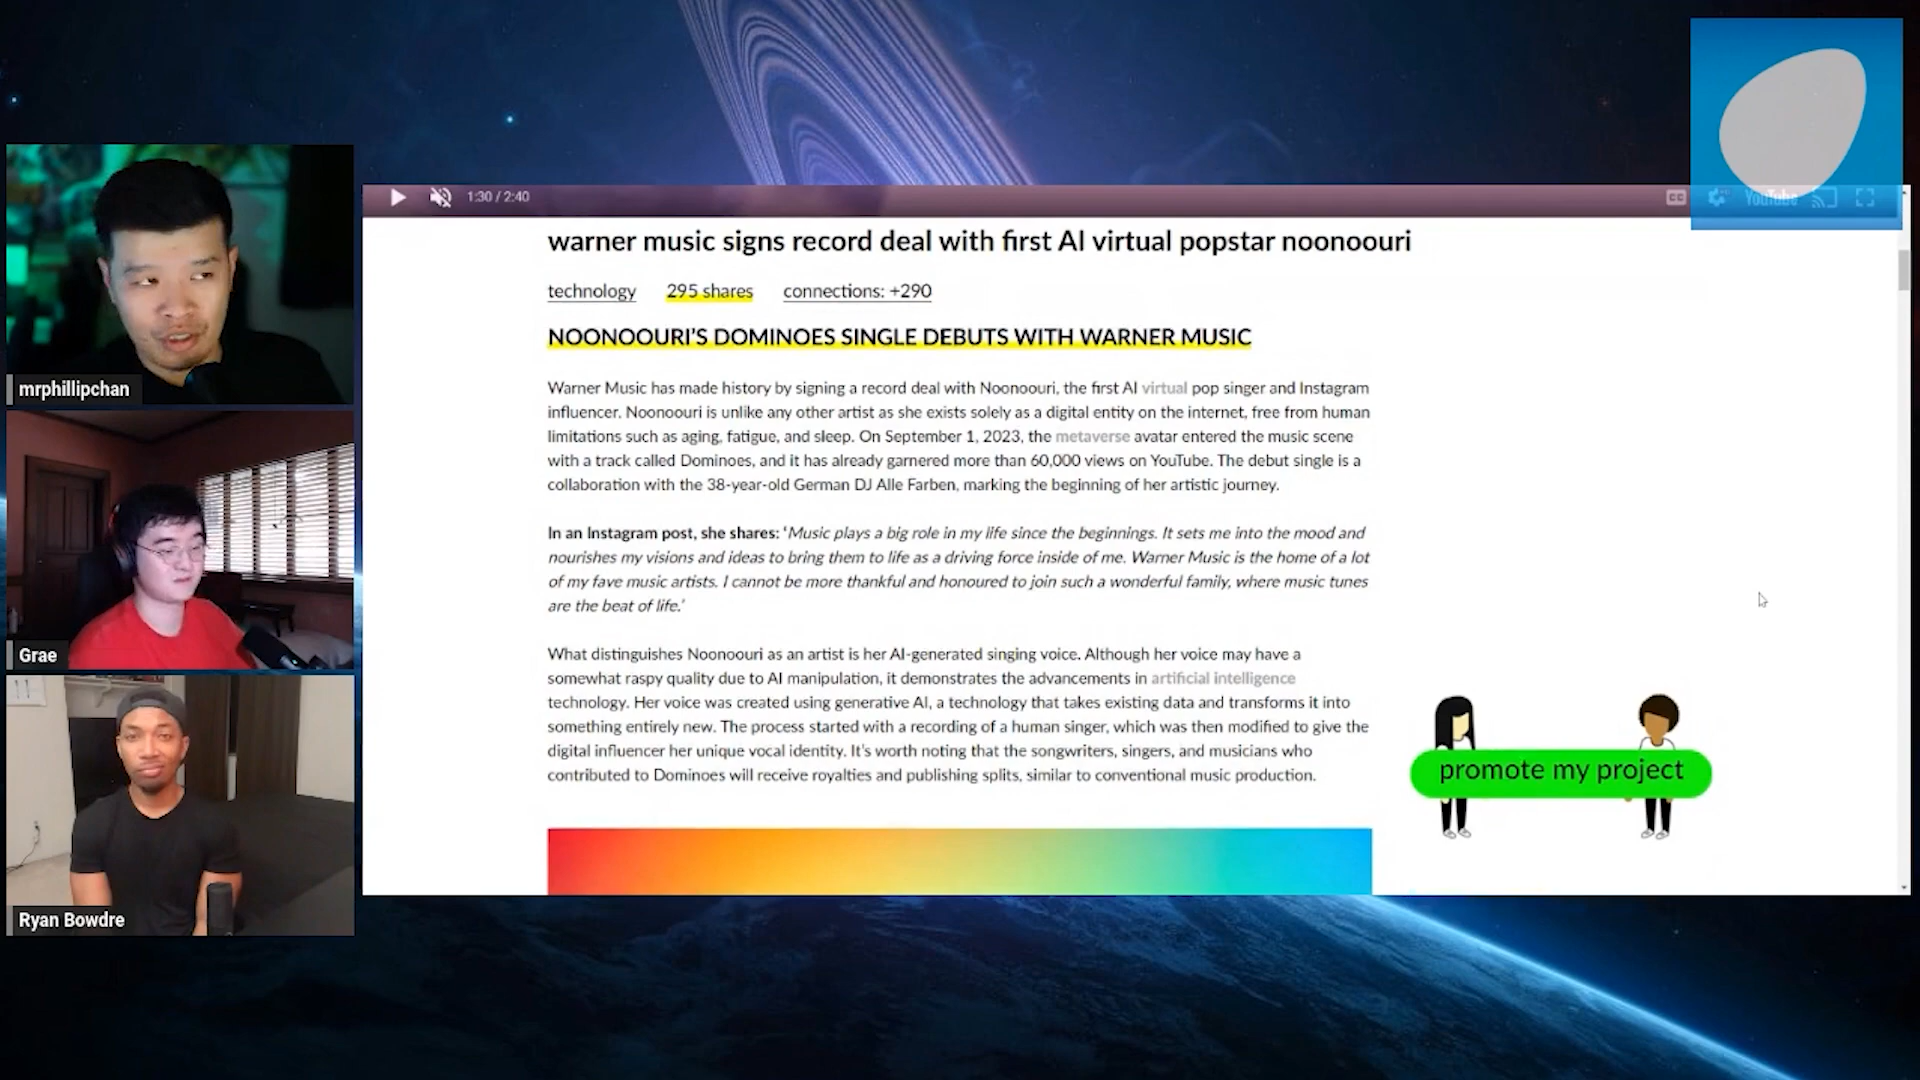 1:30 / 2:40
CC
YouTube
warner music signs record deal with first AI virtual popstar noonoouri
technology 295 shares connections: +290
NOONOOURI'S DOMINOES SINGLE DEBUTS WITH WARNER MUSIC
Warner Music has made history by signing a record deal with Noonoouri, the first AI virtual pop singer and Instagram
influencer. Noonoouri is unlike any other artist as she exists solely as a digital entity on the internet, free from human
limitations such as aging, fatigue, and sleep. On September 1, 2023, the metaverse avatar entered the music scene
with a track called Dominoes, and it has already garnered more than 60,000 views on YouTube. The debut single is a
collaboration with the 38-year-old German DJ Alle Farben, marking the beginning of her artistic journey.
In an Instagram post, she shares: 'Music plays a big role in my life since the beginnings. It sets me into the mood and
nourishes my visions and ideas to bring them to life as a driving force inside of me. Warner Music is the home of a lot
of my fave music artists. I cannot be more thankful and honoured to join such a wonderful family, where music tunes
are the beat of life.'
What distinguishes Noonoouri as an artist is her AI-generated singing voice. Although her voice may have a
somewhat raspy quality due to AI manipulation, it demonstrates the advancements in artificial intelligence
technology. Her voice was created using generative AI, a technology that takes existing data and transforms it into
something entirely new. The process started with a recording of a human singer, which was then modified to give the
digital influencer her unique vocal identity. It's worth noting that the songwriters, singers, and musicians who
contributed to Dominoes will receive royalties and publishing splits, similar to conventional music production.
promote my project
mrphillipchan
Grae
Ryan Bowdre